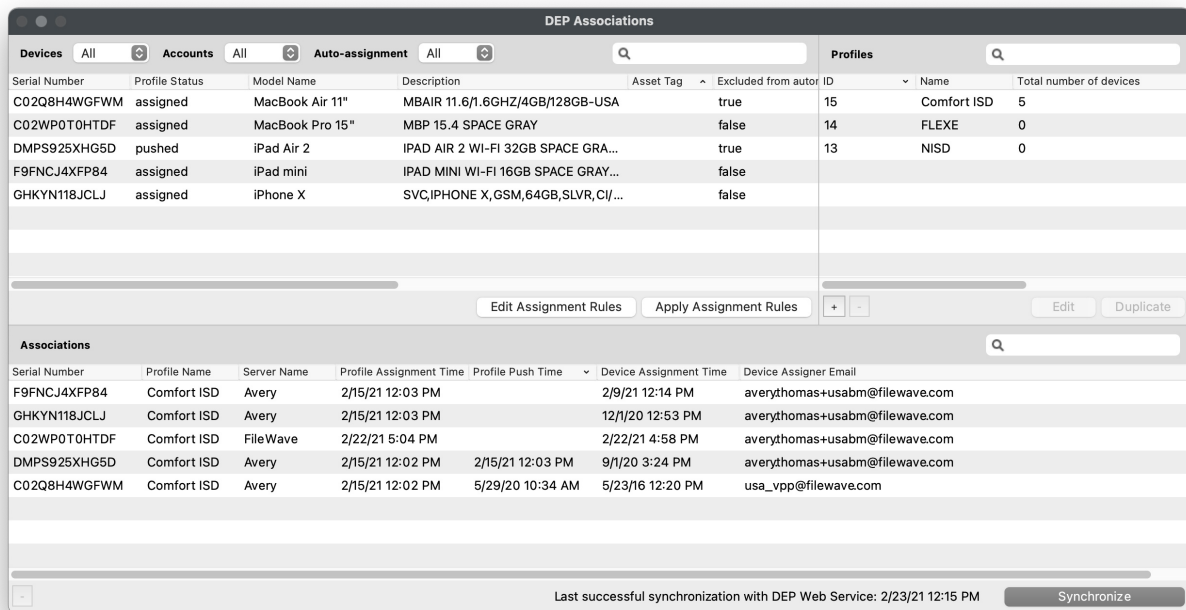 DEP Associations
Devices All Accounts All Auto-assignment All
Serial Number Profile Status Model Name Description Asset Tag Excluded from autor
C02Q8H4WGFWM assigned MacBook Air 11" MBAIR 11.6/1.6GHZ/4GB/128GB-USA true
C02WP0T0HTDF assigned MacBook Pro 15" MBP 15.4 SPACE GRAY false
DMPS925XHG5D pushed iPad Air 2 IPAD AIR 2 WI-FI 32GB SPACE GRA... true
F9FNCJ4XFP84 assigned iPad mini IPAD MINI WI-FI 16GB SPACE GRAY... false
GHKYN118JCLJ assigned iPhone X SVC,IPHONE X,GSM,64GB,SLVR,CI/... false
Edit Assignment Rules Apply Assignment Rules
Profiles
ID Name Total number of devices
15 Comfort ISD 5
14 FLEXE 0
13 NISD 0
+ - Edit Duplicate
Associations
Serial Number Profile Name Server Name Profile Assignment Time Profile Push Time Device Assignment Time Device Assigner Email
F9FNCJ4XFP84 Comfort ISD Avery 2/15/21 12:03 PM 2/9/21 12:14 PM avery.thomas+usabm@filewave.com
GHKYN118JCLJ Comfort ISD Avery 2/15/21 12:03 PM 12/1/20 12:53 PM avery.thomas+usabm@filewave.com
C02WP0T0HTDF Comfort ISD FileWave 2/22/21 5:04 PM 2/22/21 4:58 PM avery.thomas+usabm@filewave.com
DMPS925XHG5D Comfort ISD Avery 2/15/21 12:02 PM 2/15/21 12:03 PM 9/1/20 3:24 PM avery.thomas+usabm@filewave.com
C02Q8H4WGFWM Comfort ISD Avery 2/15/21 12:02 PM 5/29/20 10:34 AM 5/23/16 12:20 PM usa_vpp@filewave.com
- Last successful synchronization with DEP Web Service: 2/23/21 12:15 PM Synchronize